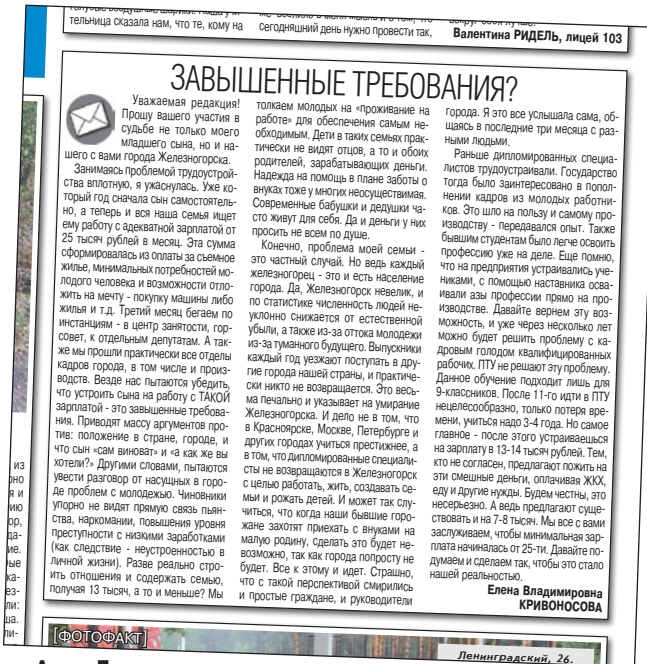 тельница сказала нам, что те, кому на
сегодняшний день нужно провести так,
Валентина РИДЕЛЬ, лицей 103
ЗАВЫШЕННЫЕ ТРЕБОВАНИЯ?
Уважаемая редакция!
Прошу вашего участия в
судьбе не только моего
младшего сына, но и на-
шего с вами города Железногорска.
Занимаясь проблемой трудоустрой-
ства вплотную, я ужаснулась. Уже ко-
торый год сначала сын самостоятель-
но, а теперь и вся наша семья ищет
ему работу с адекватной зарплатой от
25 тысяч рублей в месяц. Эта сумма
сформировалась из оплаты за съемное
жилье, минимальных потребностей мо-
лодого человека и возможности отло-
жить на мечту - покупку машины либо
жилья и т.д. Третий месяц бегаем по
инстанциям - в центр занятости, гор-
совет, к отдельным депутатам. А так-
же мы прошли практически все отделы
кадров города, в том числе и произ-
водств. Везде нас пытаются убедить,
что устроить сына на работу с ТАКОЙ
зарплатой - это завышенные требова-
ния. Приводят массу аргументов про-
тив: положение в стране, городе, и
что сын «сам виноват» и «а как же вы
хотели?» Другими словами, пытаются
увести разговор от насущных в горо-
де проблем с молодежью. Чиновники
упорно не видят прямую связь пьян-
ства, наркомании, повышения уровня
преступности с низкими заработками
(как следствие - неустроенностью в
личной жизни). Разве реально стро-
ить отношения и содержать семью,
получая 13 тысяч, а то и меньше? Мы
толкаем молодых на «проживание на
работе» для обеспечения самым не-
обходимым. Дети в таких семьях прак-
тически не видят отцов, а то и обоих
родителей, зарабатывающих деньги.
Надежда на помощь в плане заботы о
внуках тоже у многих неосуществимая.
Современные бабушки и дедушки ча-
сто живут для себя. Да и деньги у них
просить не всем по душе.
Конечно, проблема моей семьи -
это частный случай. Но ведь каждый
железногорец - это и есть население
города. Да, Железногорск невелик, и
по статистике численность людей не-
уклонно снижается от естественной
убыли, а также из-за оттока молодежи
из-за туманного будущего. Выпускники
каждый год уезжают поступать в дру-
гие города нашей страны, и практиче-
ски никто не возвращается. Это весь-
ма печально и указывает на умирание
Железногорска. И дело не в том, что
в Красноярске, Москве, Петербурге и
других городах учиться престижнее, а
в том, что дипломированные специали-
сты не возвращаются в Железногорск
с целью работать, жить, создавать се-
мьи и рожать детей. И может так слу-
читься, что когда наши бывшие горо-
жане захотят приехать с внуками на
малую родину, сделать это будет не-
возможно, так как города попросту не
будет. Все к этому и идет. Страшно,
что с такой перспективой смирились
и простые граждане, и руководители
города. Я это все услышала сама, об-
щаясь в последние три месяца с раз-
ными людьми.
Раньше дипломированных специа-
листов трудоустраивали. Государство
тогда было заинтересовано в попол-
нении кадров из молодых работни-
ков. Это шло на пользу и самому про-
изводству - передавался опыт. Также
бывшим студентам было легче освоить
профессию уже на деле. Еще помню,
что на предприятия устраивались уче-
никами, с помощью наставника осва-
ивали азы профессии прямо на про-
изводстве. Давайте вернем эту воз-
можность, и уже через несколько лет
можно будет решить проблему с ка-
дровым голодом квалифицированных
рабочих. ПТУ не решают эту проблему.
Данное обучение подходит лишь для
9-классников. После 11-го идти в ПТУ
нецелесообразно, только потеря вре-
мени, учиться надо 3-4 года. Но самое
главное - после этого устраиваешься
на зарплату в 13-14 тысяч рублей. Тем,
кто не согласен, предлагают пожить на
эти смешные деньги, оплачивая ЖКХ,
еду и другие нужды. Будем честны, это
несерьезно. А ведь предлагают суще-
ствовать и на 7-8 тысяч. Мы все с вами
заслуживаем, чтобы минимальная зар-
плата начиналась от 25-ти. Давайте по-
думаем и сделаем так, чтобы это стало
нашей реальностью.
Елена Владимировна
КРИВОНОСОВА
[ФОТОФАКТ]
Ленинградский, 26.